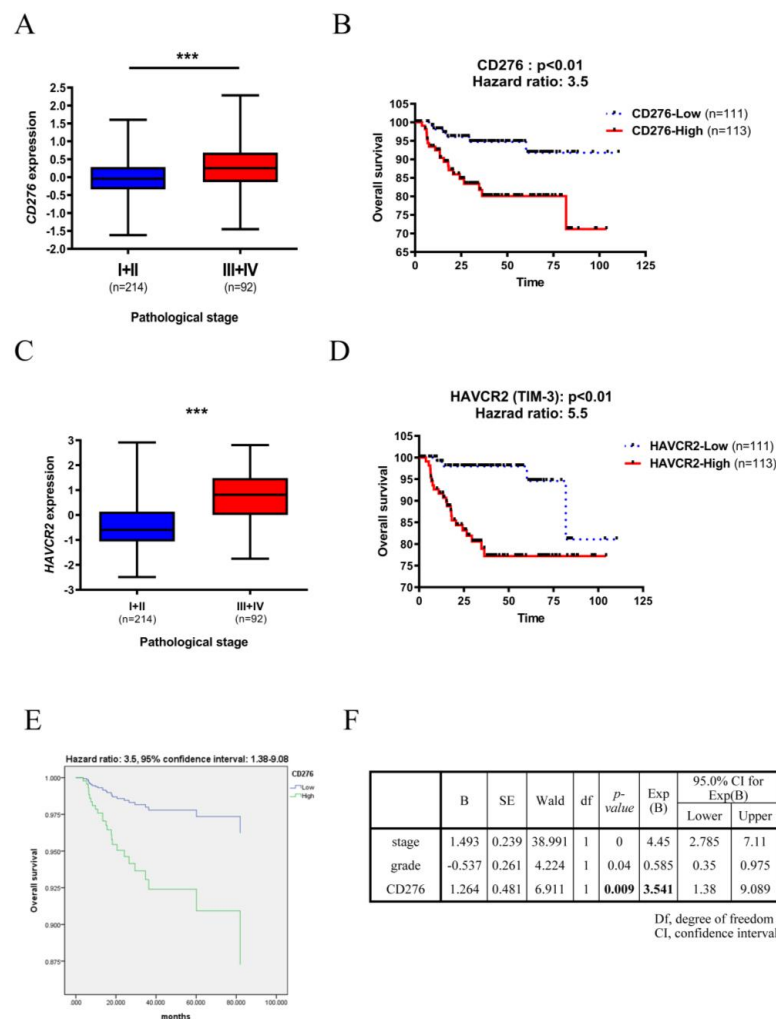 A
***
CD276 expression
2.5
2.0
1.5
1.0
0.5
0.0
-0.5
-1.0
-1.5
-2.0
I+II
III+IV
(n=214)
(n=92)
Pathological stage
B
CD276 : p<0.01
Hazard ratio: 3.5
CD276-Low (n=111)
CD276-High (n=113)
Overall survival
105
100
95
90
85
80
75
70
65
0 25 50 75 100 125
Time
C
***
HAVCR2 expression
3
2
1
0
-1
-2
-3
I+II
III+IV
(n=214)
(n=92)
Pathological stage
D
HAVCR2 (TIM-3): p<0.01
Hazrad ratio: 5.5
HAVCR2-Low (n=111)
HAVCR2-High (n=113)
Overall survival
105
100
95
90
85
80
75
70
0 25 50 75 100 125
Time
E
Hazard ratio: 3.5, 95% confidence interval: 1.38-9.08
CD276
Low
High
Overall survival
1.000
0.975
0.950
0.925
0.900
0.875
.000 20.000 40.000 60.000 80.000 100.000
months
F
B SE Wald df p-value Exp (B) 95.0% CI for Exp(B)
Lower Upper
stage 1.493 0.239 38.991 1 0 4.45 2.785 7.11
grade -0.537 0.261 4.224 1 0.04 0.585 0.35 0.975
CD276 1.264 0.481 6.911 1 0.009 3.541 1.38 9.089
Df, degree of freedom
CI, confidence interval